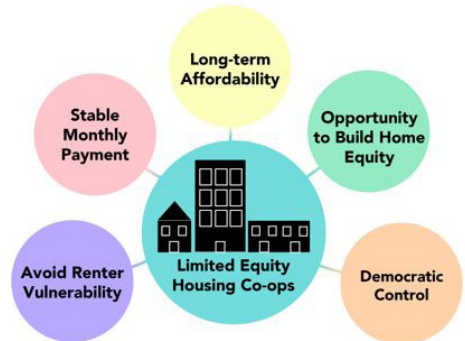 Long-term
Affordability
Stable
Monthly
Payment
Opportunity
to Build Home
Equity
Avoid Renter
Vulnerability
Limited Equity
Housing Co-ops
Democratic
Control